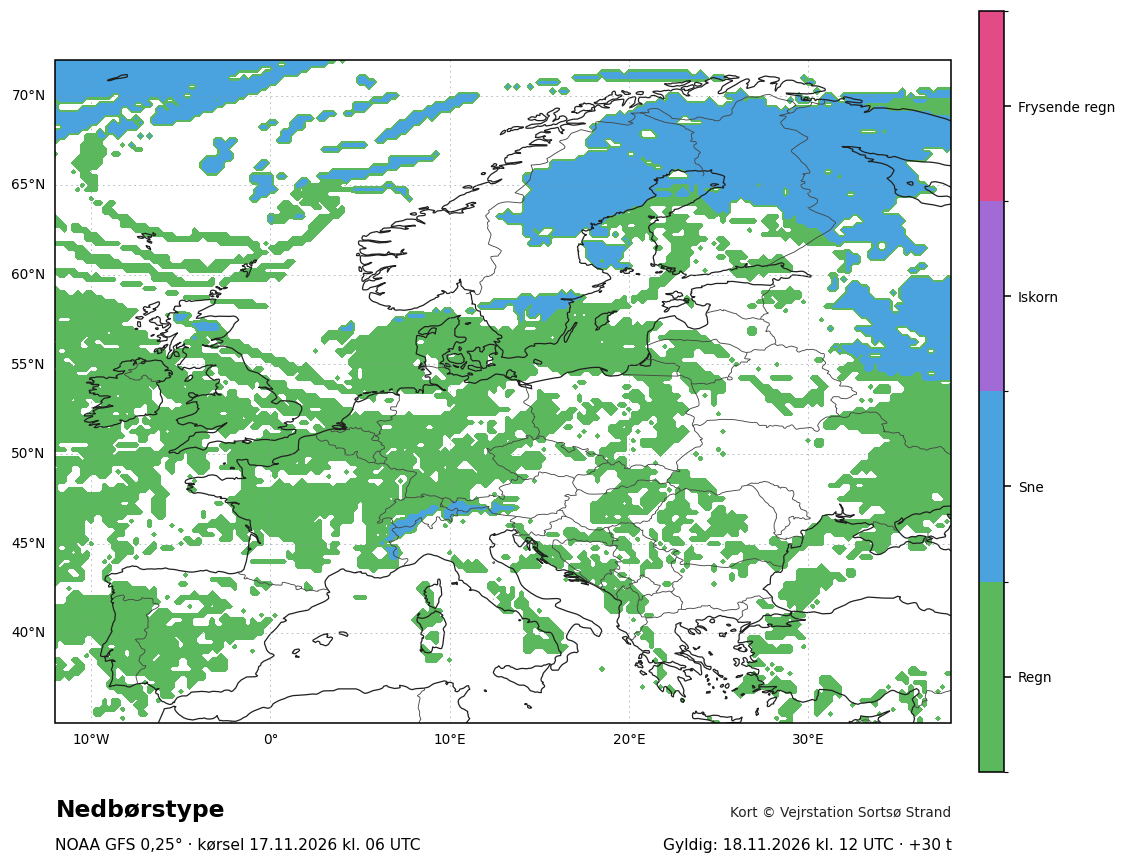 Frysende regn
Iskorn
Sne
Regn
70°N
65°N
60°N
55°N
50°N
45°N
40°N
10°W
0°
10°E
20°E
30°E
Nedbørstype
Kort © Vejrstation Sortsø Strand
NOAA GFS 0,25° · kørsel 17.11.2026 kl. 06 UTC
Gyldig: 18.11.2026 kl. 12 UTC · +30 t